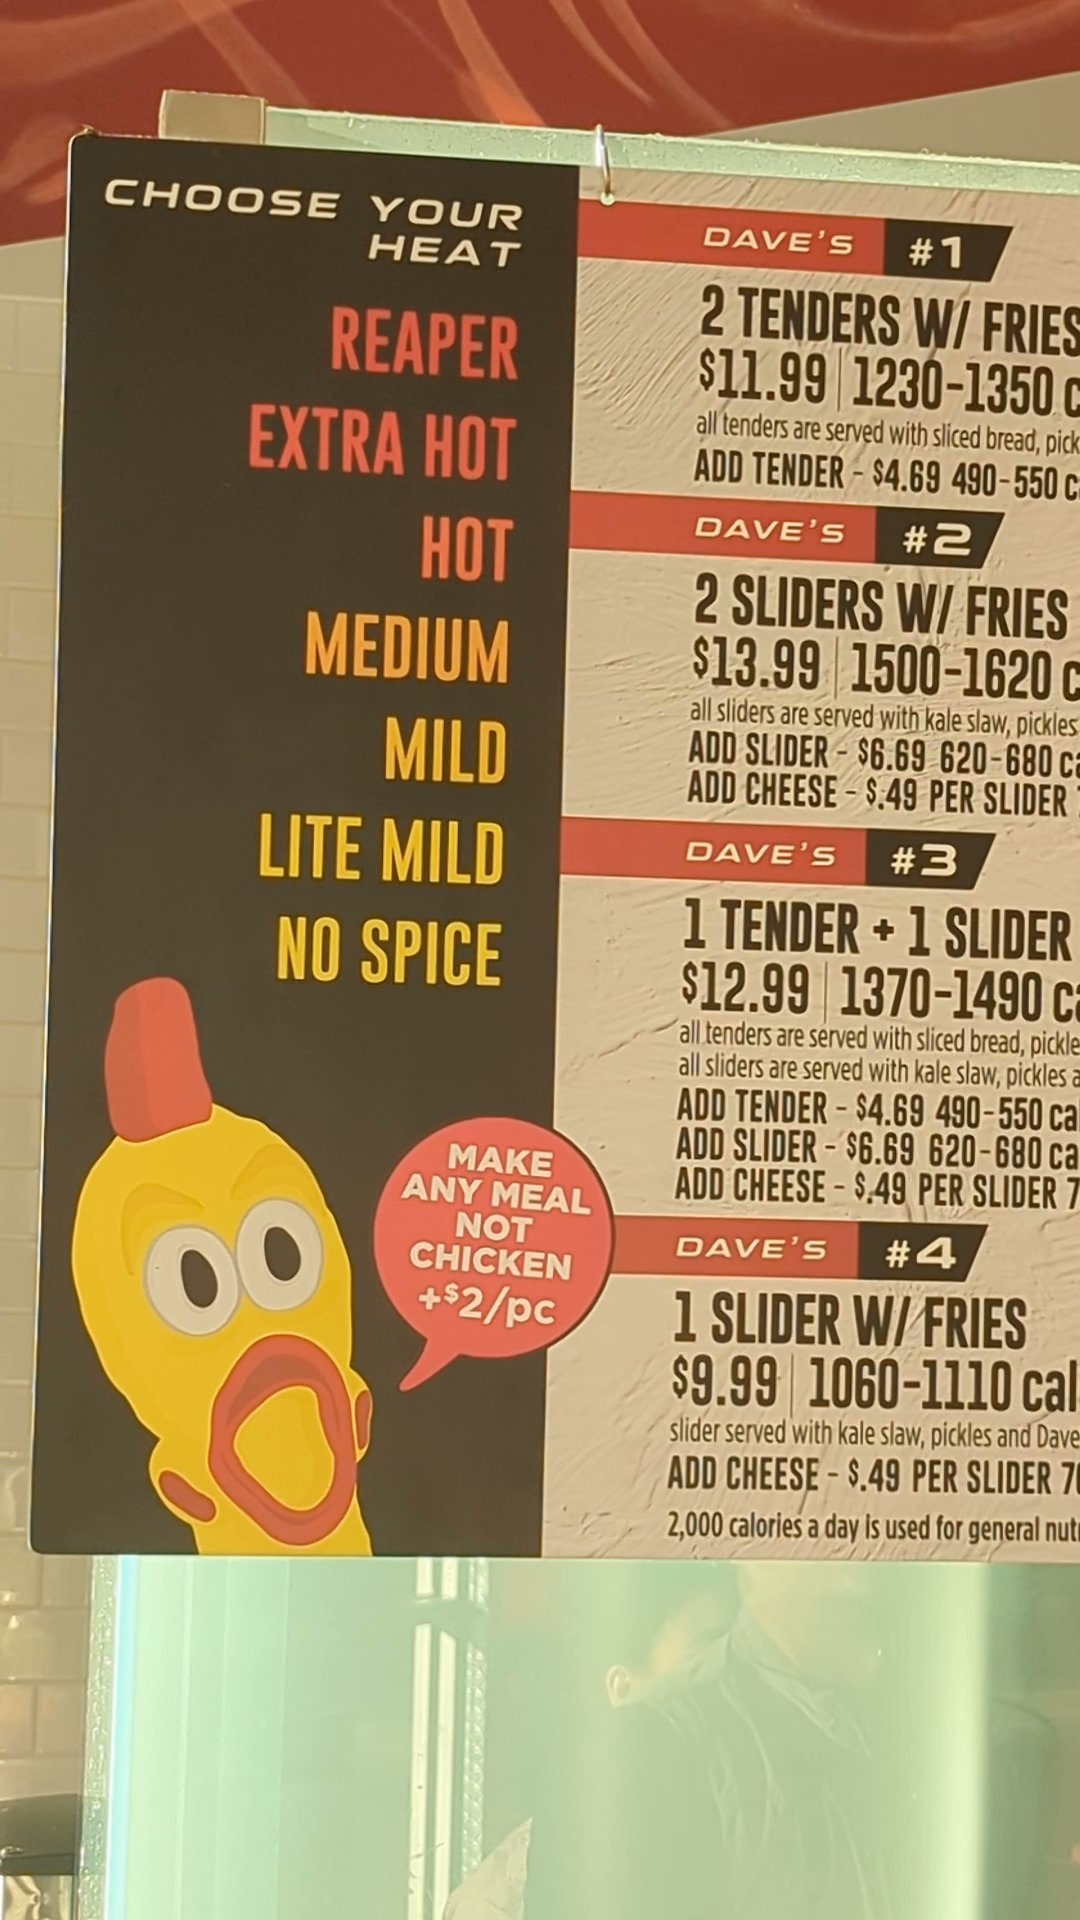 CHOOSE YOUR
HEAT
REAPER
EXTRA HOT
HOT
MEDIUM
MILD
LITE MILD
NO SPICE
MAKE
ANY MEAL
NOT
CHICKEN
+$2/pc
DAVE'S #1
2 TENDERS W/ FRIES
$11.99 | 1230-1350
all tenders are served with sliced bread,
ADD TENDER - $4.69 490-550
DAVE'S #2
2 SLIDERS W/ FRIES
$13.99 | 1500-1620
all sliders are served with kale slaw, pickles
ADD SLIDER - $6.69 620-680
ADD CHEESE - $.49 PER SLIDER
DAVE'S #3
1 TENDER + 1 SLIDER
$12.99 | 1370-1490
all tenders are served with sliced bread,
all sliders are served with kale slaw, pickles
ADD TENDER - $4.69 490-550 cal
ADD SLIDER - $6.69 620-680
ADD CHEESE - $.49 PER SLIDER
DAVE'S #4
1 SLIDER W/ FRIES
$9.99 | 1060-1110 cal
slider served with kale slaw, pickles and Dave
ADD CHEESE - $.49 PER SLIDER
2,000 calories a day is used for general